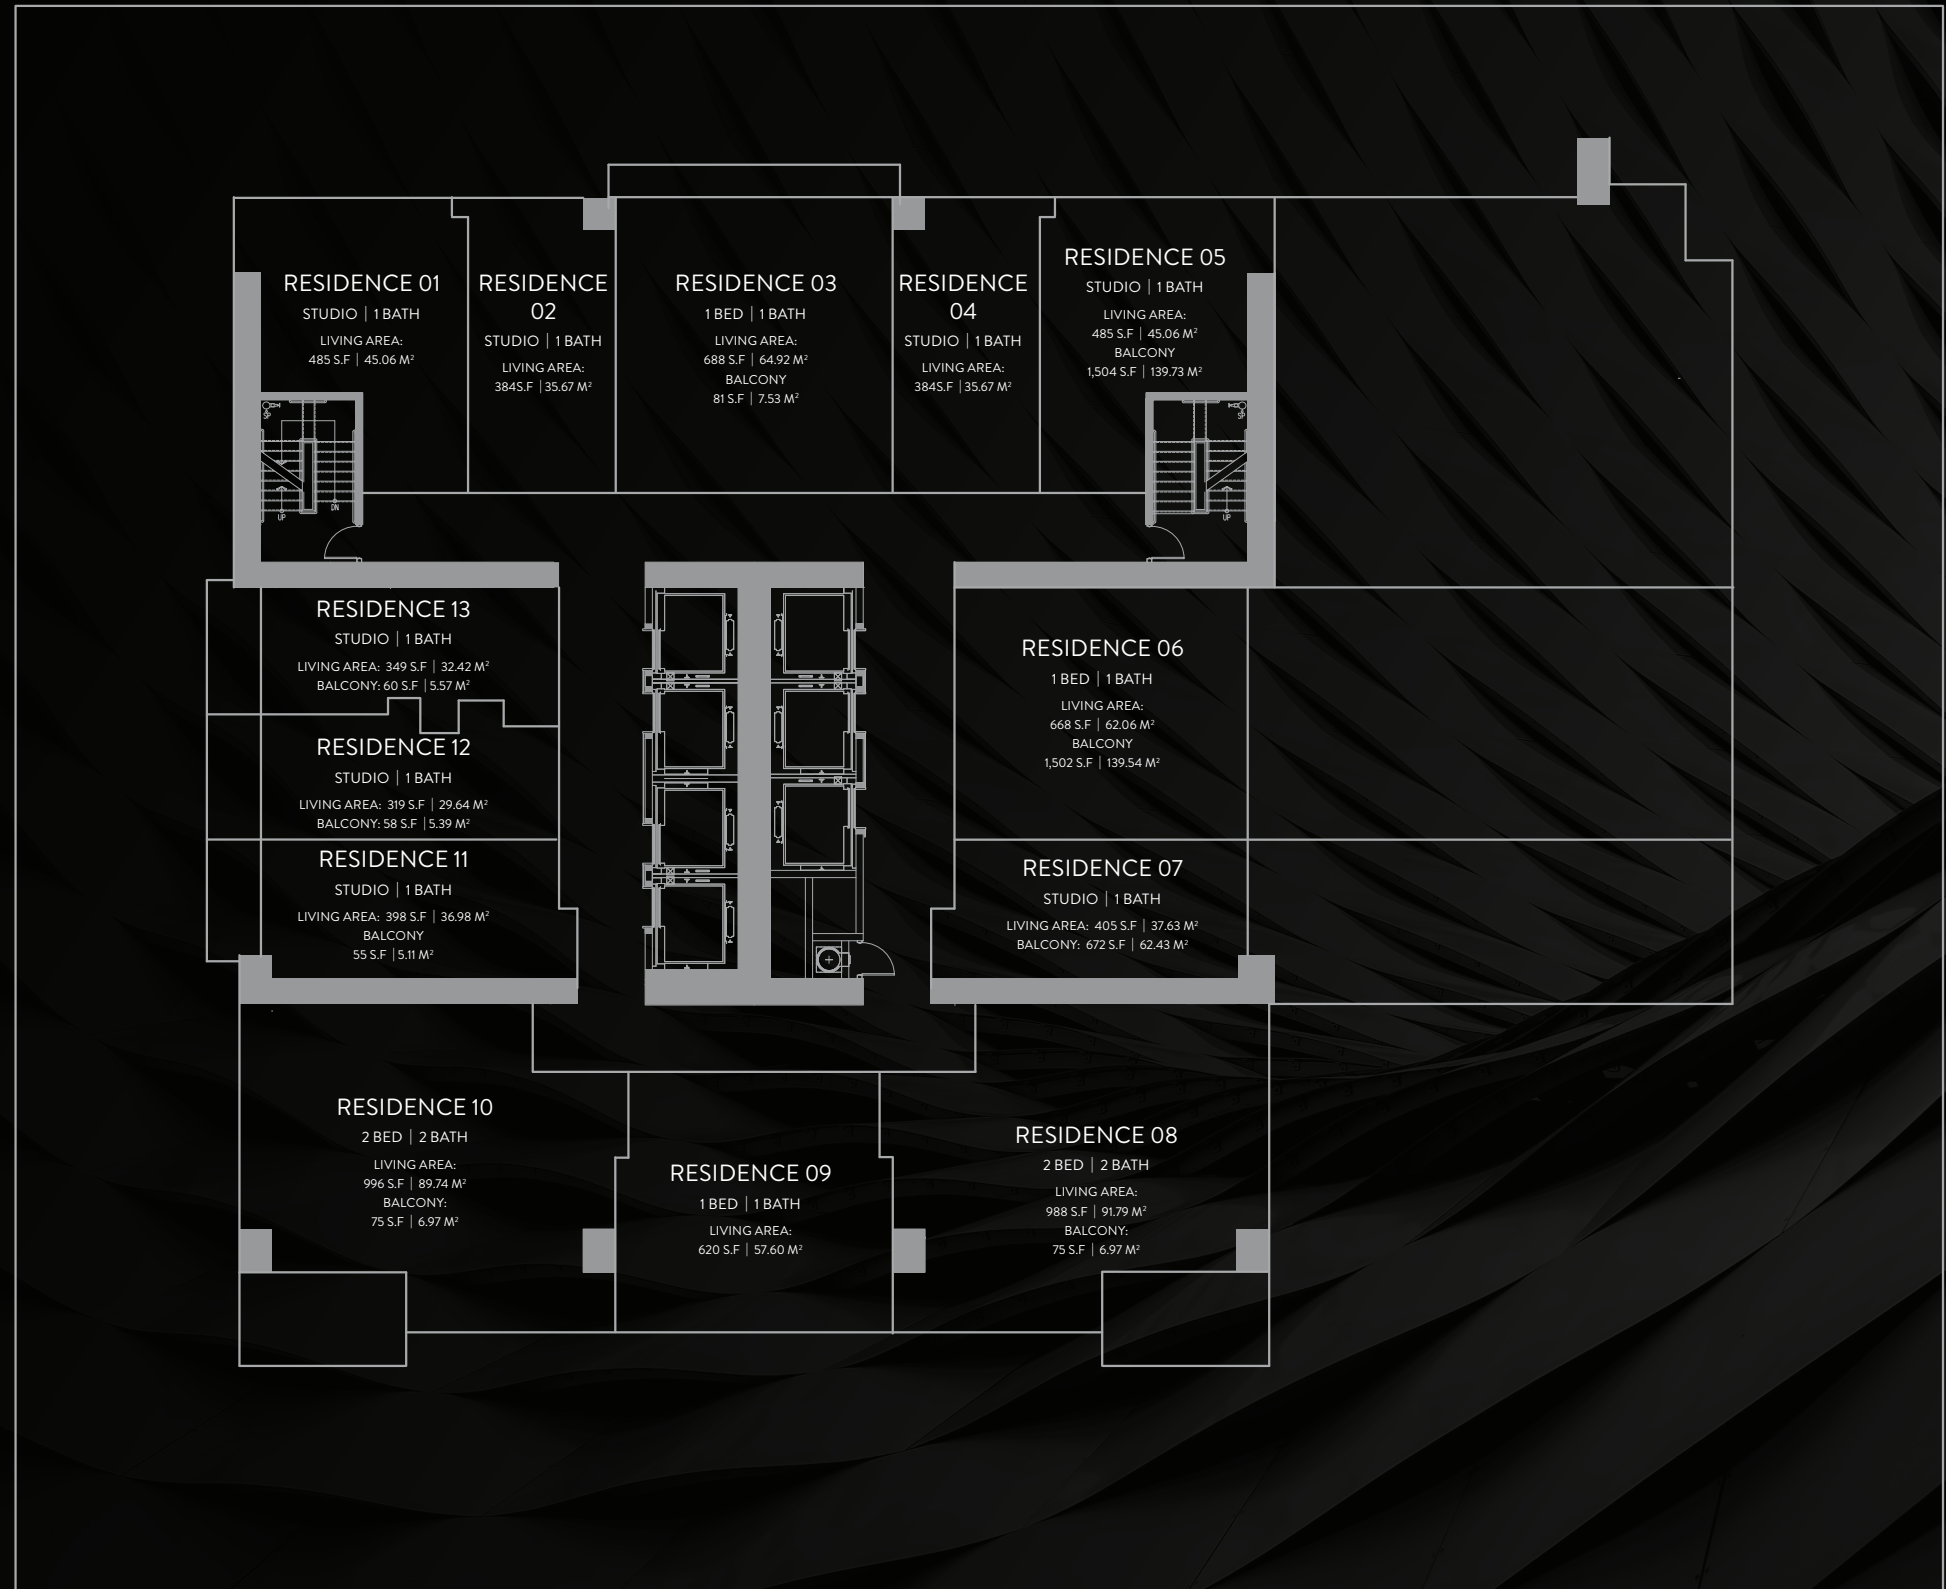 RESIDENCE 01
STUDIO | 1 BATH
LIVING AREA:
485 S.F | 45.06 M²
RESIDENCE
02
STUDIO | 1 BATH
LIVING AREA:
384S.F | 35.67 M²
RESIDENCE 03
1 BED | 1 BATH
LIVING AREA:
688 S.F | 64.92 M²
BALCONY
81 S.F | 7.53 M²
RESIDENCE
04
STUDIO | 1 BATH
LIVING AREA:
384S.F | 35.67 M²
RESIDENCE 05
STUDIO | 1 BATH
LIVING AREA:
485 S.F | 45.06 M²
BALCONY
1,504 S.F | 139.73 M²
UP
DN
UP
RESIDENCE 13
STUDIO | 1 BATH
LIVING AREA: 349 S.F | 32.42 M²
BALCONY: 60 S.F | 5.57 M²
RESIDENCE 12
STUDIO | 1 BATH
LIVING AREA: 319 S.F | 29.64 M²
BALCONY: 58 S.F | 5.39 M²
RESIDENCE 11
STUDIO | 1 BATH
LIVING AREA: 398 S.F | 36.98 M²
BALCONY
55 S.F | 5.11 M²
RESIDENCE 06
1 BED | 1 BATH
LIVING AREA:
668 S.F | 62.06 M²
BALCONY
1,502 S.F | 139.54 M²
RESIDENCE 07
STUDIO | 1 BATH
LIVING AREA: 405 S.F | 37.63 M²
BALCONY: 672 S.F | 62.43 M²
RESIDENCE 10
2 BED | 2 BATH
LIVING AREA:
996 S.F | 89.74 M²
BALCONY:
75 S.F | 6.97 M²
RESIDENCE 09
1 BED | 1 BATH
LIVING AREA:
620 S.F | 57.60 M²
RESIDENCE 08
2 BED | 2 BATH
LIVING AREA:
988 S.F | 91.79 M²
BALCONY:
75 S.F | 6.97 M²